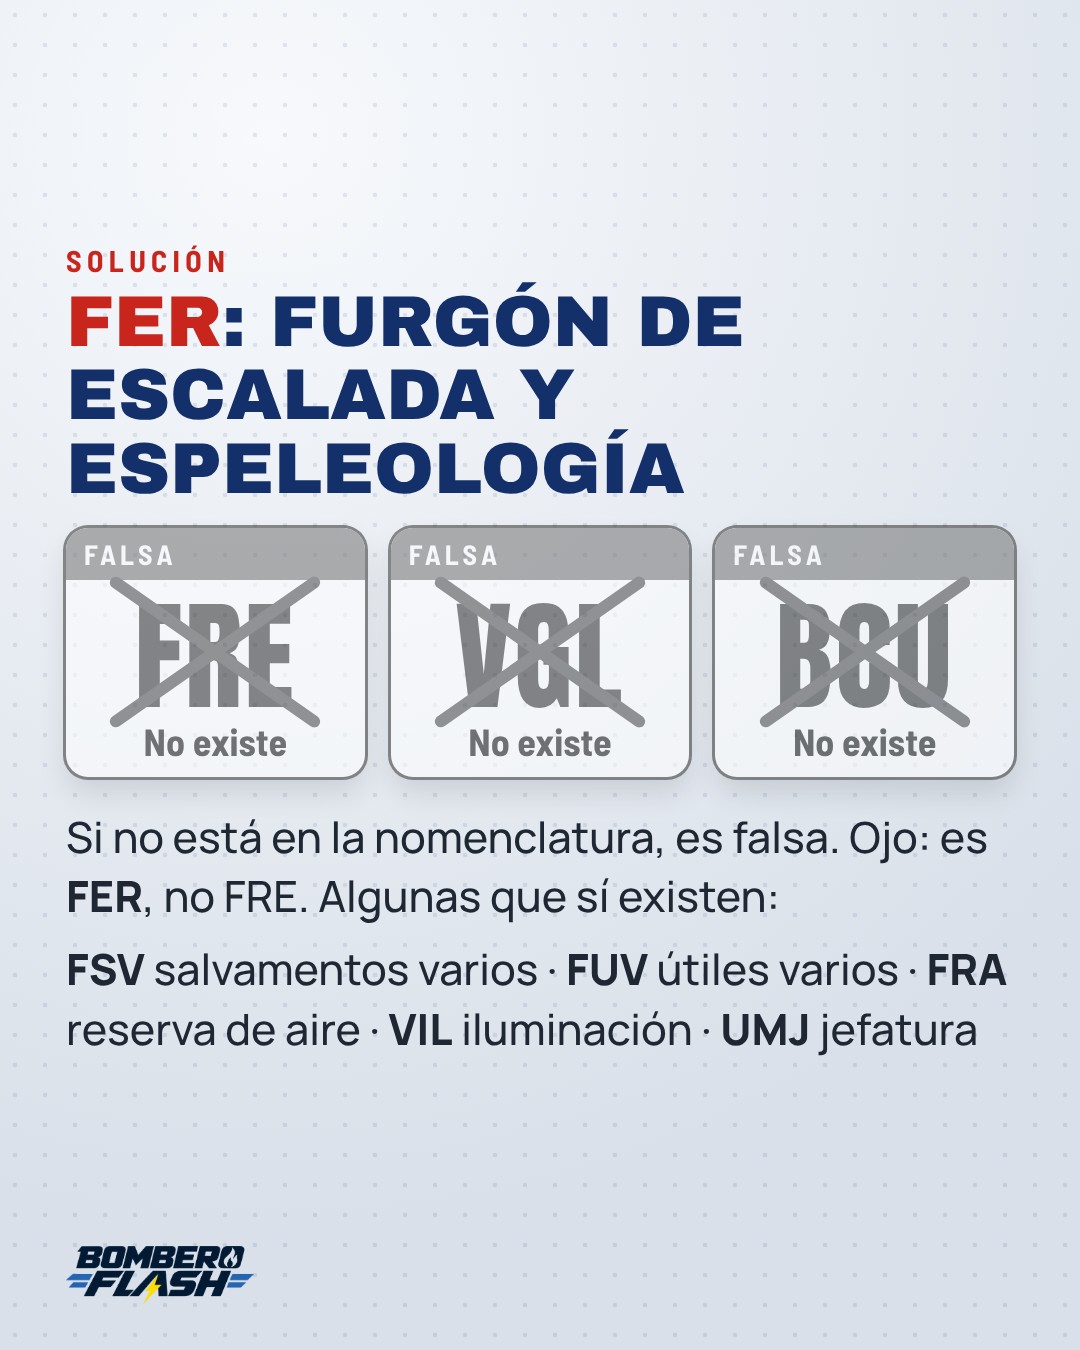 SOLUCIÓN
FER: FURGÓN DE
ESCALADA Y
ESPELEOLOGÍA
FALSA
FRE
No existe
FALSA
VGL
No existe
FALSA
BCU
No existe
Si no está en la nomenclatura, es falsa. Ojo: es
FER, no FRE. Algunas que sí existen:
FSV salvamentos varios · FUV útiles varios · FRA
reserva de aire · VIL iluminación · UMJ jefatura
BOMBERO
FLASH